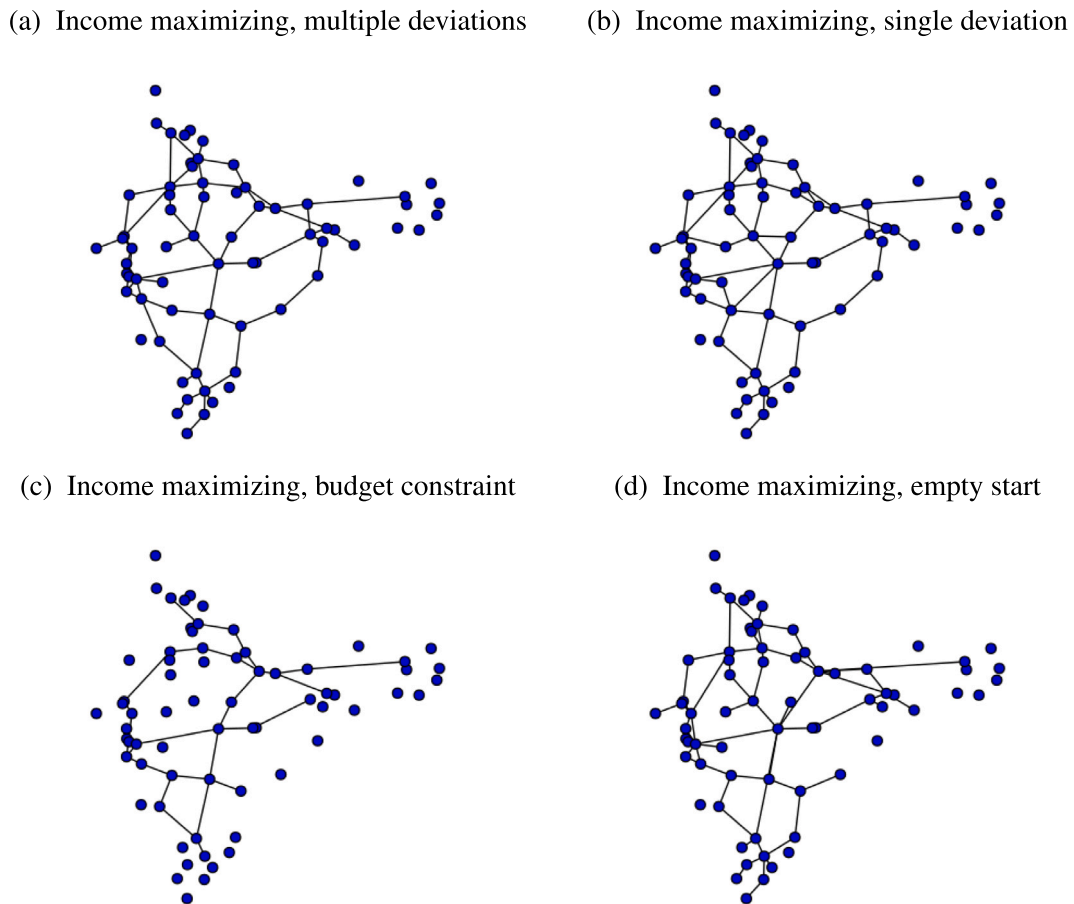 (a) Income maximizing, multiple deviations
(b) Income maximizing, single deviation
(c) Income maximizing, budget constraint
(d) Income maximizing, empty start